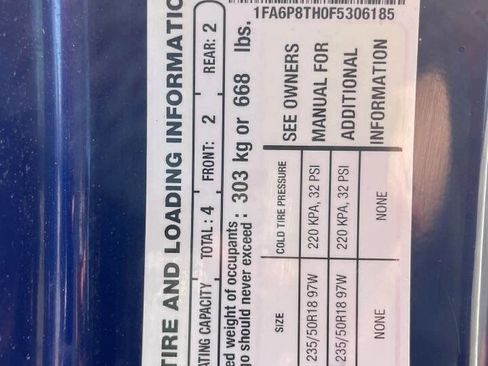 1FA6P8TH0F5306185
TIRE AND LOADING INFORMATIO
ATING CAPACITY TOTAL : 4 FRONT: 2 REAR: 2
ed weight of occupants
go should never exceed : 303 kg or 668 lbs.
SIZE COLD TIRE PRESSURE
235/50R18 97W 220 KPA, 32 PSI
235/50R18 97W 220 KPA, 32 PSI
NONE NONE
SEE OWNERS
MANUAL FOR
ADDITIONAL
INFORMATION